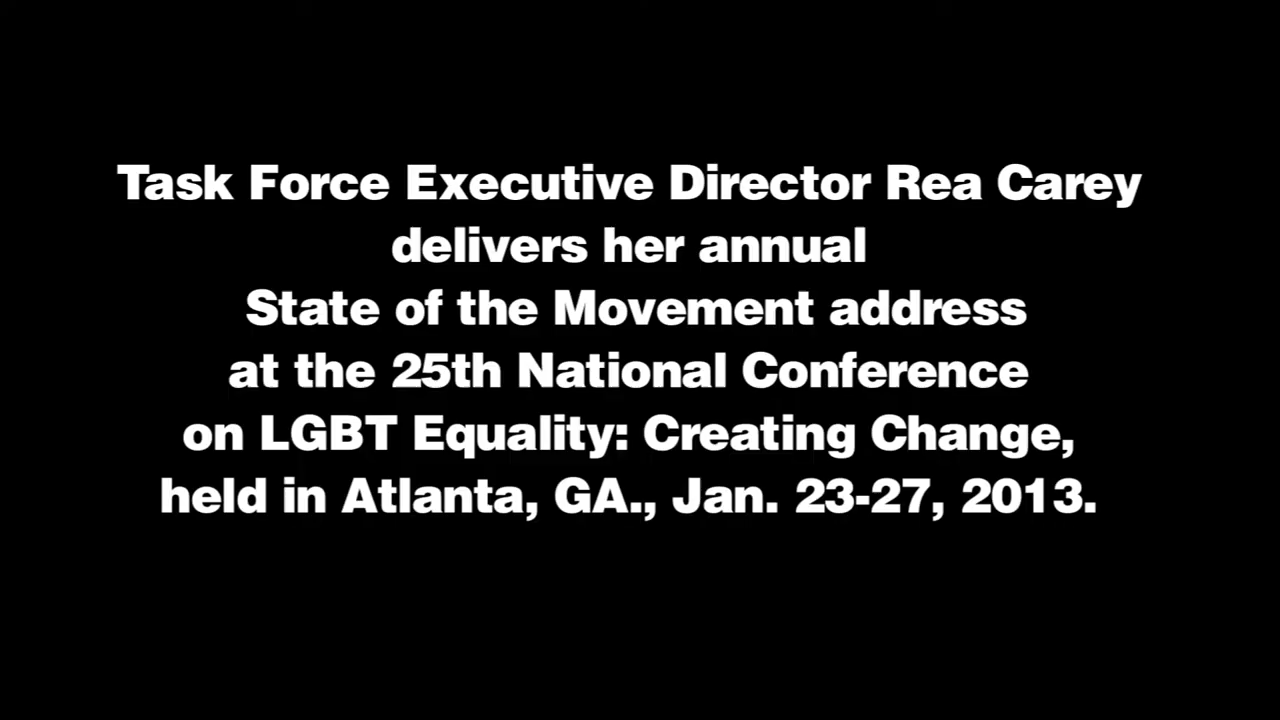 Task Force Executive Director Rea Carey
delivers her annual
State of the Movement address
at the 25th National Conference
on LGBT Equality: Creating Change,
held in Atlanta, GA., Jan. 23-27, 2013.